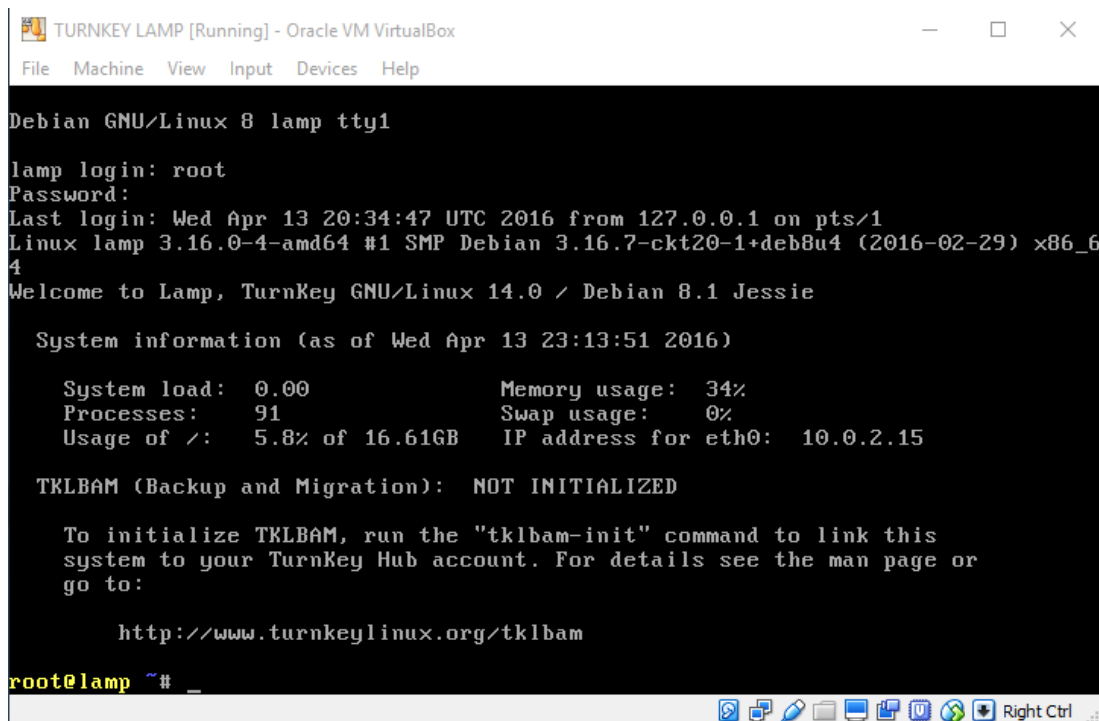 TURNKEY LAMP [Running] - Oracle VM VirtualBox
File Machine View Input Devices Help
Debian GNU/Linux 8 lamp tty1
lamp login: root
Password:
Last login: Wed Apr 13 20:34:47 UTC 2016 from 127.0.0.1 on pts/1
Linux lamp 3.16.0-4-amd64 #1 SMP Debian 3.16.7-ckt20-1+deb8u4 (2016-02-29) x86_6
4
Welcome to Lamp, TurnKey GNU/Linux 14.0 / Debian 8.1 Jessie
System information (as of Wed Apr 13 23:13:51 2016)
System load: 0.00 Memory usage: 34%
Processes: 91 Swap usage: 0%
Usage of /: 5.8% of 16.61GB IP address for eth0: 10.0.2.15
TKLBAM (Backup and Migration): NOT INITIALIZED
To initialize TKLBAM, run the "tklbam-init" command to link this
system to your TurnKey Hub account. For details see the man page or
go to:
http://www.turnkeylinux.org/tklbam
root@lamp ~# _
Right Ctrl